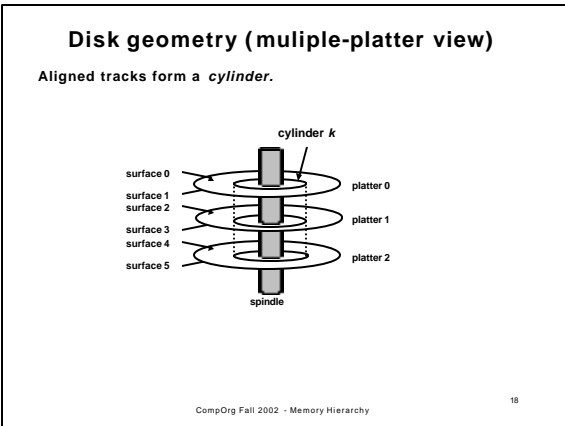 Disk geometry (muliple-platter view)
Aligned tracks form a cylinder.
cylinder k
surface 0
platter 0
surface 1
surface 2
platter 1
surface 3
surface 4
platter 2
surface 5
spindle
CompOrg Fall 2002 - Memory Hierarchy
18